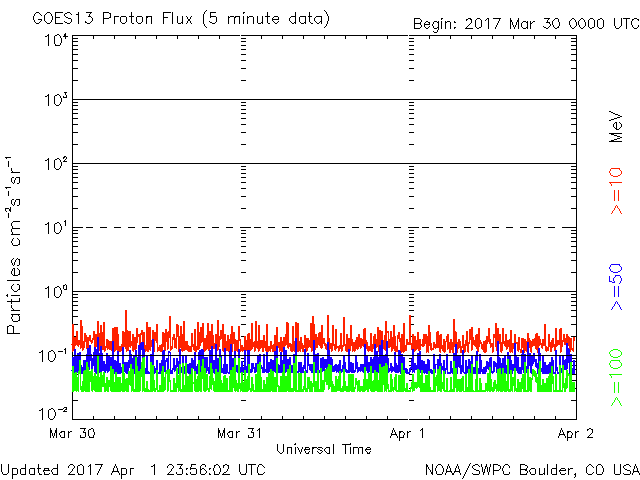 GOES13 Proton Flux (5 minute data)
Begin: 2017 Mar 30 0000 UTC
Particles cm⁻²s⁻¹sr⁻¹
10⁴
10³
10²
10¹
10⁰
10⁻¹
10⁻²
MeV
>=10
>=50
>=100
Mar 30 Mar 31 Apr 1 Apr 2
Universal Time
Updated 2017 Apr 1 23:56:02 UTC
NOAA/SWPC Boulder, CO USA